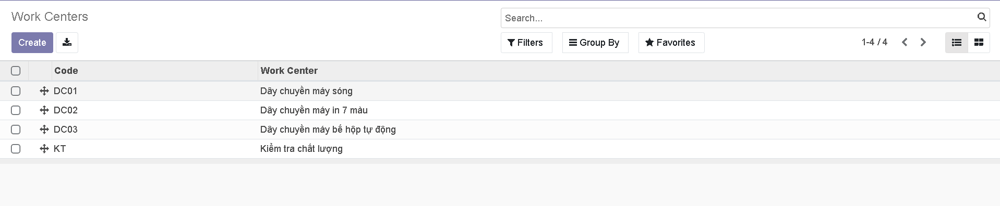 Work Centers
Search...
Create
Filters
Group By
Favorites
1-4 / 4
Code Work Center
DC01 Dây chuyền máy sóng
DC02 Dây chuyền máy in 7 màu
DC03 Dây chuyền máy bế hộp tự động
KT Kiểm tra chất lượng